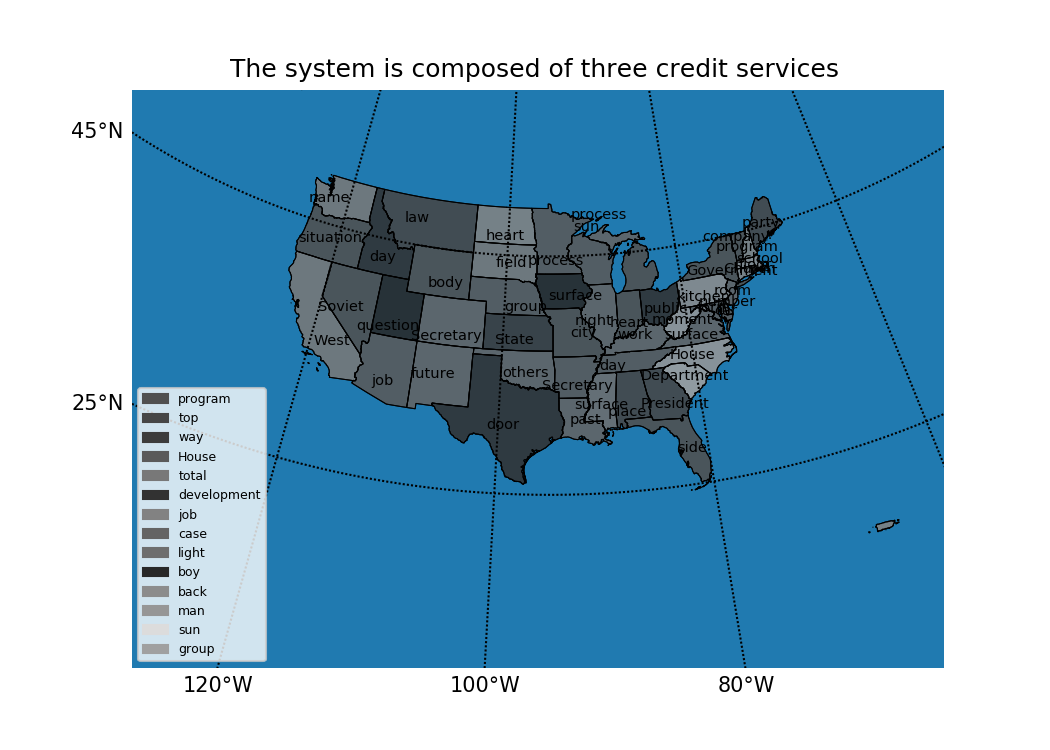 The system is composed of three credit services
45°N
25°N
120°W
100°W
80°W
name
law
process
sun
party
company
program
school
situation
heart
day
field
process
Government
body
surface
kitchen
room
number
Soviet
group
question
night
heart
public
moment
West
Secretary
State
city
work
surface
House
job
future
others
day
Secretary
Department
door
surface
place
past
President
side
program
top
way
House
total
development
job
case
light
boy
back
man
sun
group